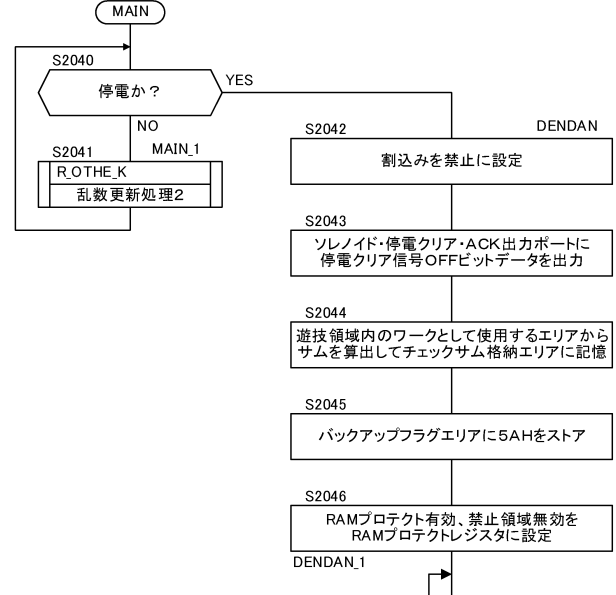 MAIN
S2040
停電か？
YES
NO
S2041
MAIN_1
R_OTHE_K
乱数更新処理２
S2042
DENDAN
割込みを禁止に設定
S2043
ソレノイド・停電クリア・ＡＣＫ出力ポートに
停電クリア信号ＯＦＦビットデータを出力
S2044
遊技領域内のワークとして使用するエリアから
サムを算出してチェックサム格納エリアに記憶
S2045
バックアップフラグエリアに５ＡＨをストア
S2046
RAMプロテクト有効、禁止領域無効を
RAMプロテクトレジスタに設定
DENDAN_1